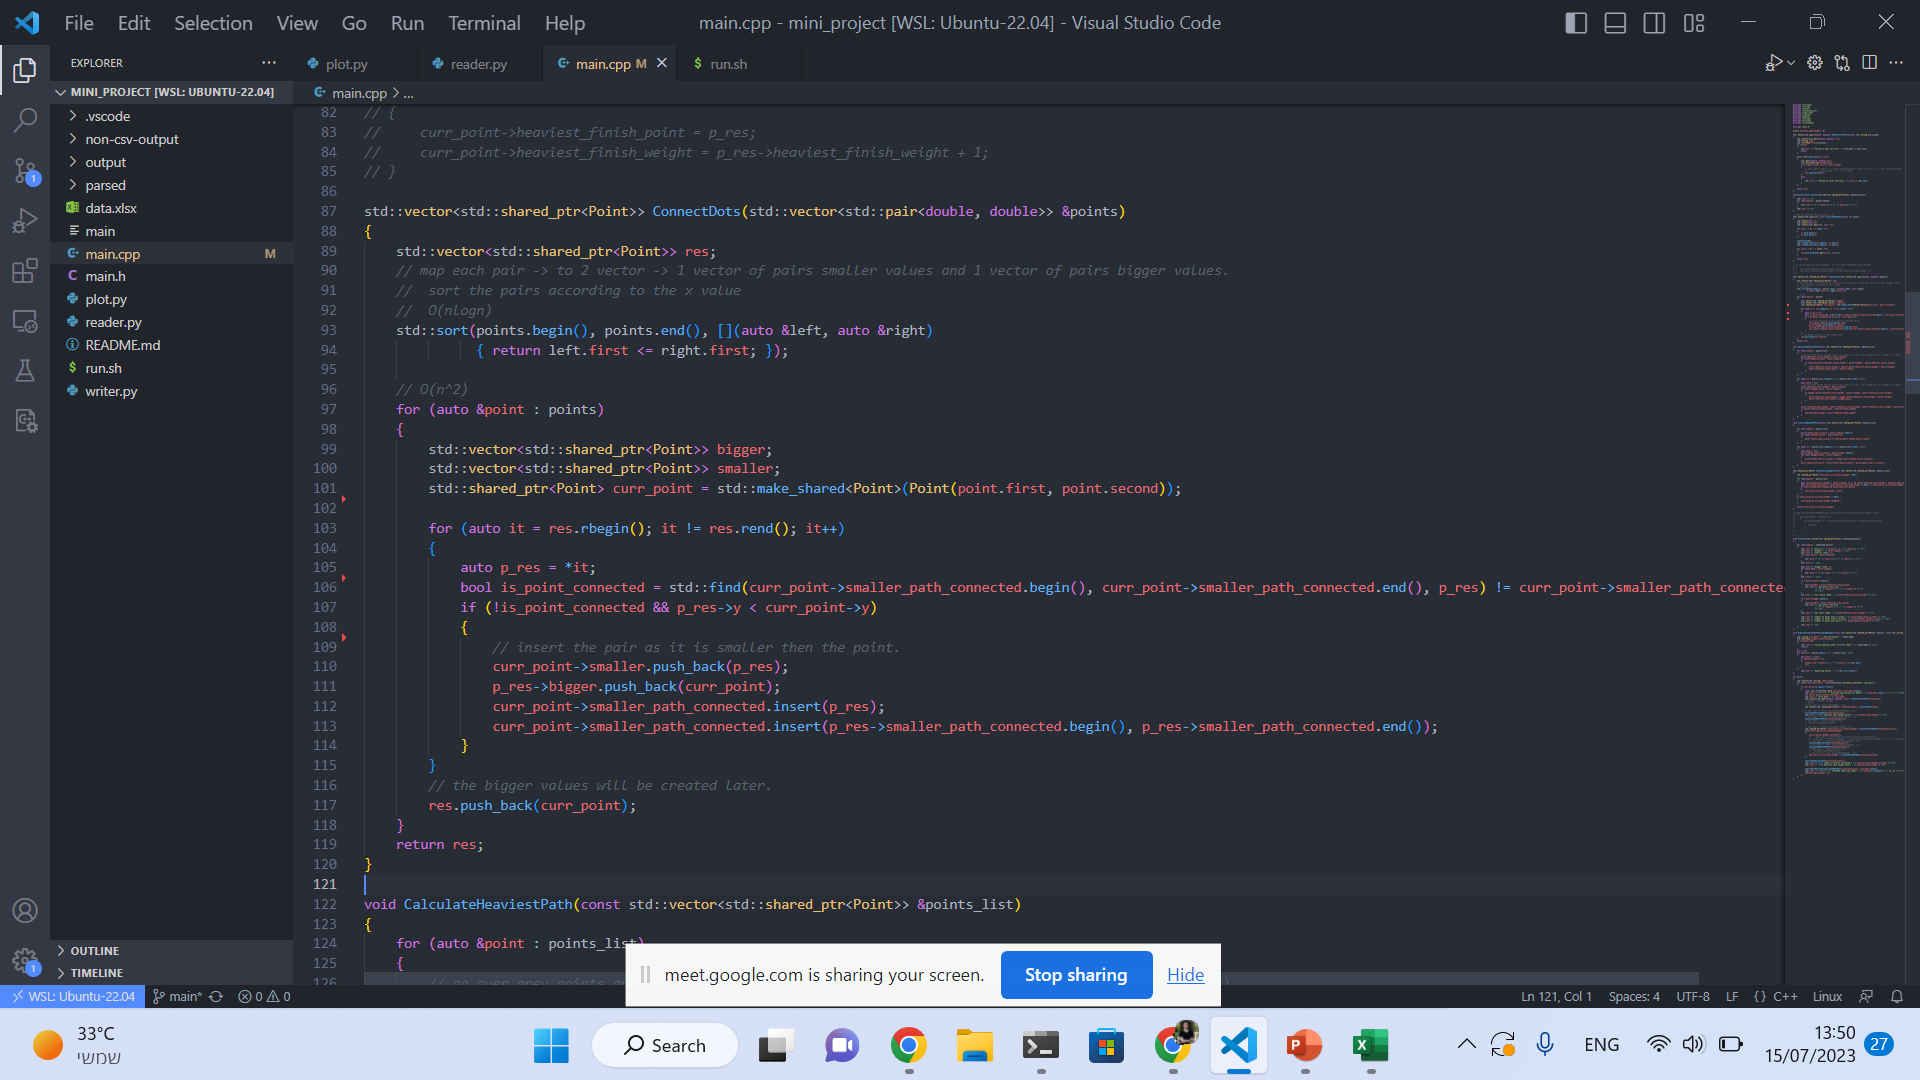 File Edit Selection View Go Run Terminal Help
main.cpp - mini_project [WSL: Ubuntu-22.04] - Visual Studio Code
EXPLORER
plot.py
reader.py
main.cpp M
run.sh
MINI_PROJECT [WSL: UBUNTU-22.04]
main.cpp > ...
.vscode
non-csv-output
output
parsed
data.xlsx
main
main.cpp M
main.h
plot.py
reader.py
README.md
run.sh
writer.py
OUTLINE
TIMELINE
82 // {
83 //     curr_point->heaviest_finish_point = p_res;
84 //     curr_point->heaviest_finish_weight = p_res->heaviest_finish_weight + 1;
85 // }
86
87 std::vector<std::shared_ptr<Point>> ConnectDots(std::vector<std::pair<double, double>> &points)
88 {
89     std::vector<std::shared_ptr<Point>> res;
90     // map each pair -> to 2 vector -> 1 vector of pairs smaller values and 1 vector of pairs bigger values.
91     //  sort the pairs according to the x value
92     //  O(nlogn)
93     std::sort(points.begin(), points.end(), [](auto &left, auto &right)
94               { return left.first <= right.first; });
95
96     // O(n^2)
97     for (auto &point : points)
98     {
99         std::vector<std::shared_ptr<Point>> bigger;
100         std::vector<std::shared_ptr<Point>> smaller;
101         std::shared_ptr<Point> curr_point = std::make_shared<Point>(Point(point.first, point.second));
102
103         for (auto it = res.rbegin(); it != res.rend(); it++)
104         {
105             auto p_res = *it;
106             bool is_point_connected = std::find(curr_point->smaller_path_connected.begin(), curr_point->smaller_path_connected.end(), p_res) != curr_point->smaller_path_connecte
107             if (!is_point_connected && p_res->y < curr_point->y)
108             {
109                 // insert the pair as it is smaller then the point.
110                 curr_point->smaller.push_back(p_res);
111                 p_res->bigger.push_back(curr_point);
112                 curr_point->smaller_path_connected.insert(p_res);
113                 curr_point->smaller_path_connected.insert(p_res->smaller_path_connected.begin(), p_res->smaller_path_connected.end());
114             }
115         }
116         // the bigger values will be created later.
117         res.push_back(curr_point);
118     }
119     return res;
120 }
121
122 void CalculateHeaviestPath(const std::vector<std::shared_ptr<Point>> &points_list)
123 {
124     for (auto &point : points_list)
125     {
126
meet.google.com is sharing your screen. Stop sharing Hide
WSL: Ubuntu-22.04 main* 0 0
Ln 121, Col 1 Spaces: 4 UTF-8 LF {} C++ Linux
33°C
שמשי
Search
ENG
13:50
15/07/2023
27